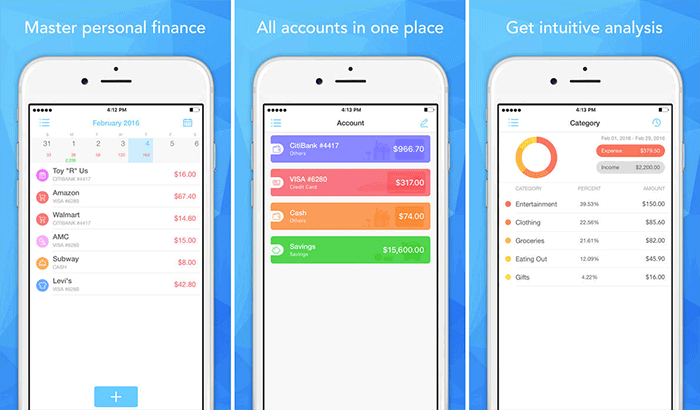 Master personal finance
4:12 PM
February 2016
S M T W T F S
31 1 2 3 4 5 6
Toy "R" Us
CITIBANK #4417
$16.00
Amazon
VISA #6280
$67.40
Walmart
CITIBANK #4417
$14.60
AMC
VISA #6280
$15.00
Subway
CASH
$8.00
Levi's
VISA #6280
$42.80
+
All accounts in one place
4:13 PM
Account
CitiBank #4417
Others
$966.70
VISA #6280
Credit Card
$317.00
Cash
Others
$74.00
Savings
Savings
$15,600.00
Get intuitive analysis
4:13 PM
Category
Feb 01, 2016 - Feb 29, 2016
Expense $379.50
Income $2,200.00
CATEGORY PERCENT AMOUNT
Entertainment 39.53% $150.00
Clothing 22.56% $85.60
Groceries 21.61% $82.00
Eating Out 12.09% $45.90
Gifts 4.22% $16.00